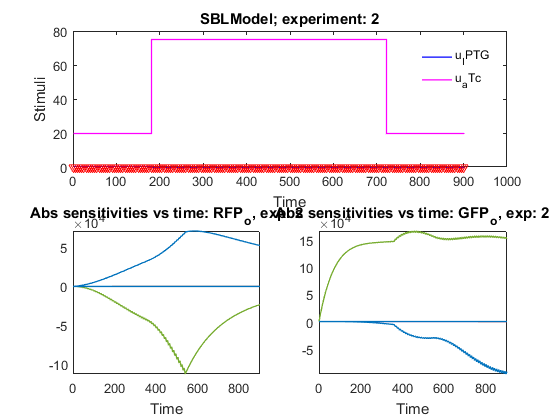 SBLModel; experiment: 2
80
60
40
20
0
Stimuli
u_IPTG
u_aTc
0 100 200 300 400 500 600 700 800 900 1000
Time
Abs sensitivities vs time: RFP_o, exp: 2
×10^4
5
0
-5
-10
0 200 400 600 800
Time
Abs sensitivities vs time: GFP_o, exp: 2
×10^4
15
10
5
0
-5
0 200 400 600 800
Time